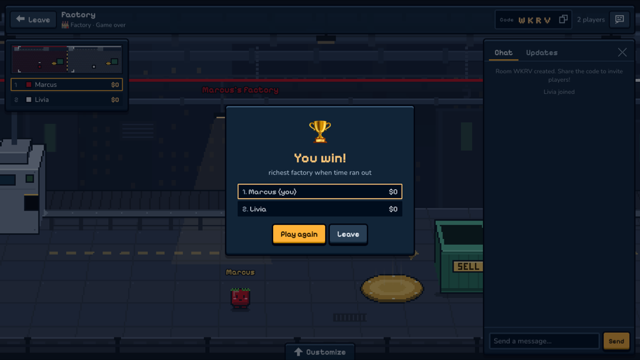 Leave
Factory
Factory · Game over
Code WKRV
2 players
1 Marcus $0
2 Livia $0
Marcus's Factory
Chat Updates
Room WKRV created. Share the code to invite
players!
Livia joined
You win!
richest factory when time ran out
1. Marcus (you) $0
2. Livia $0
Play again Leave
Marcus
SELL
Customize
Send a message... Send